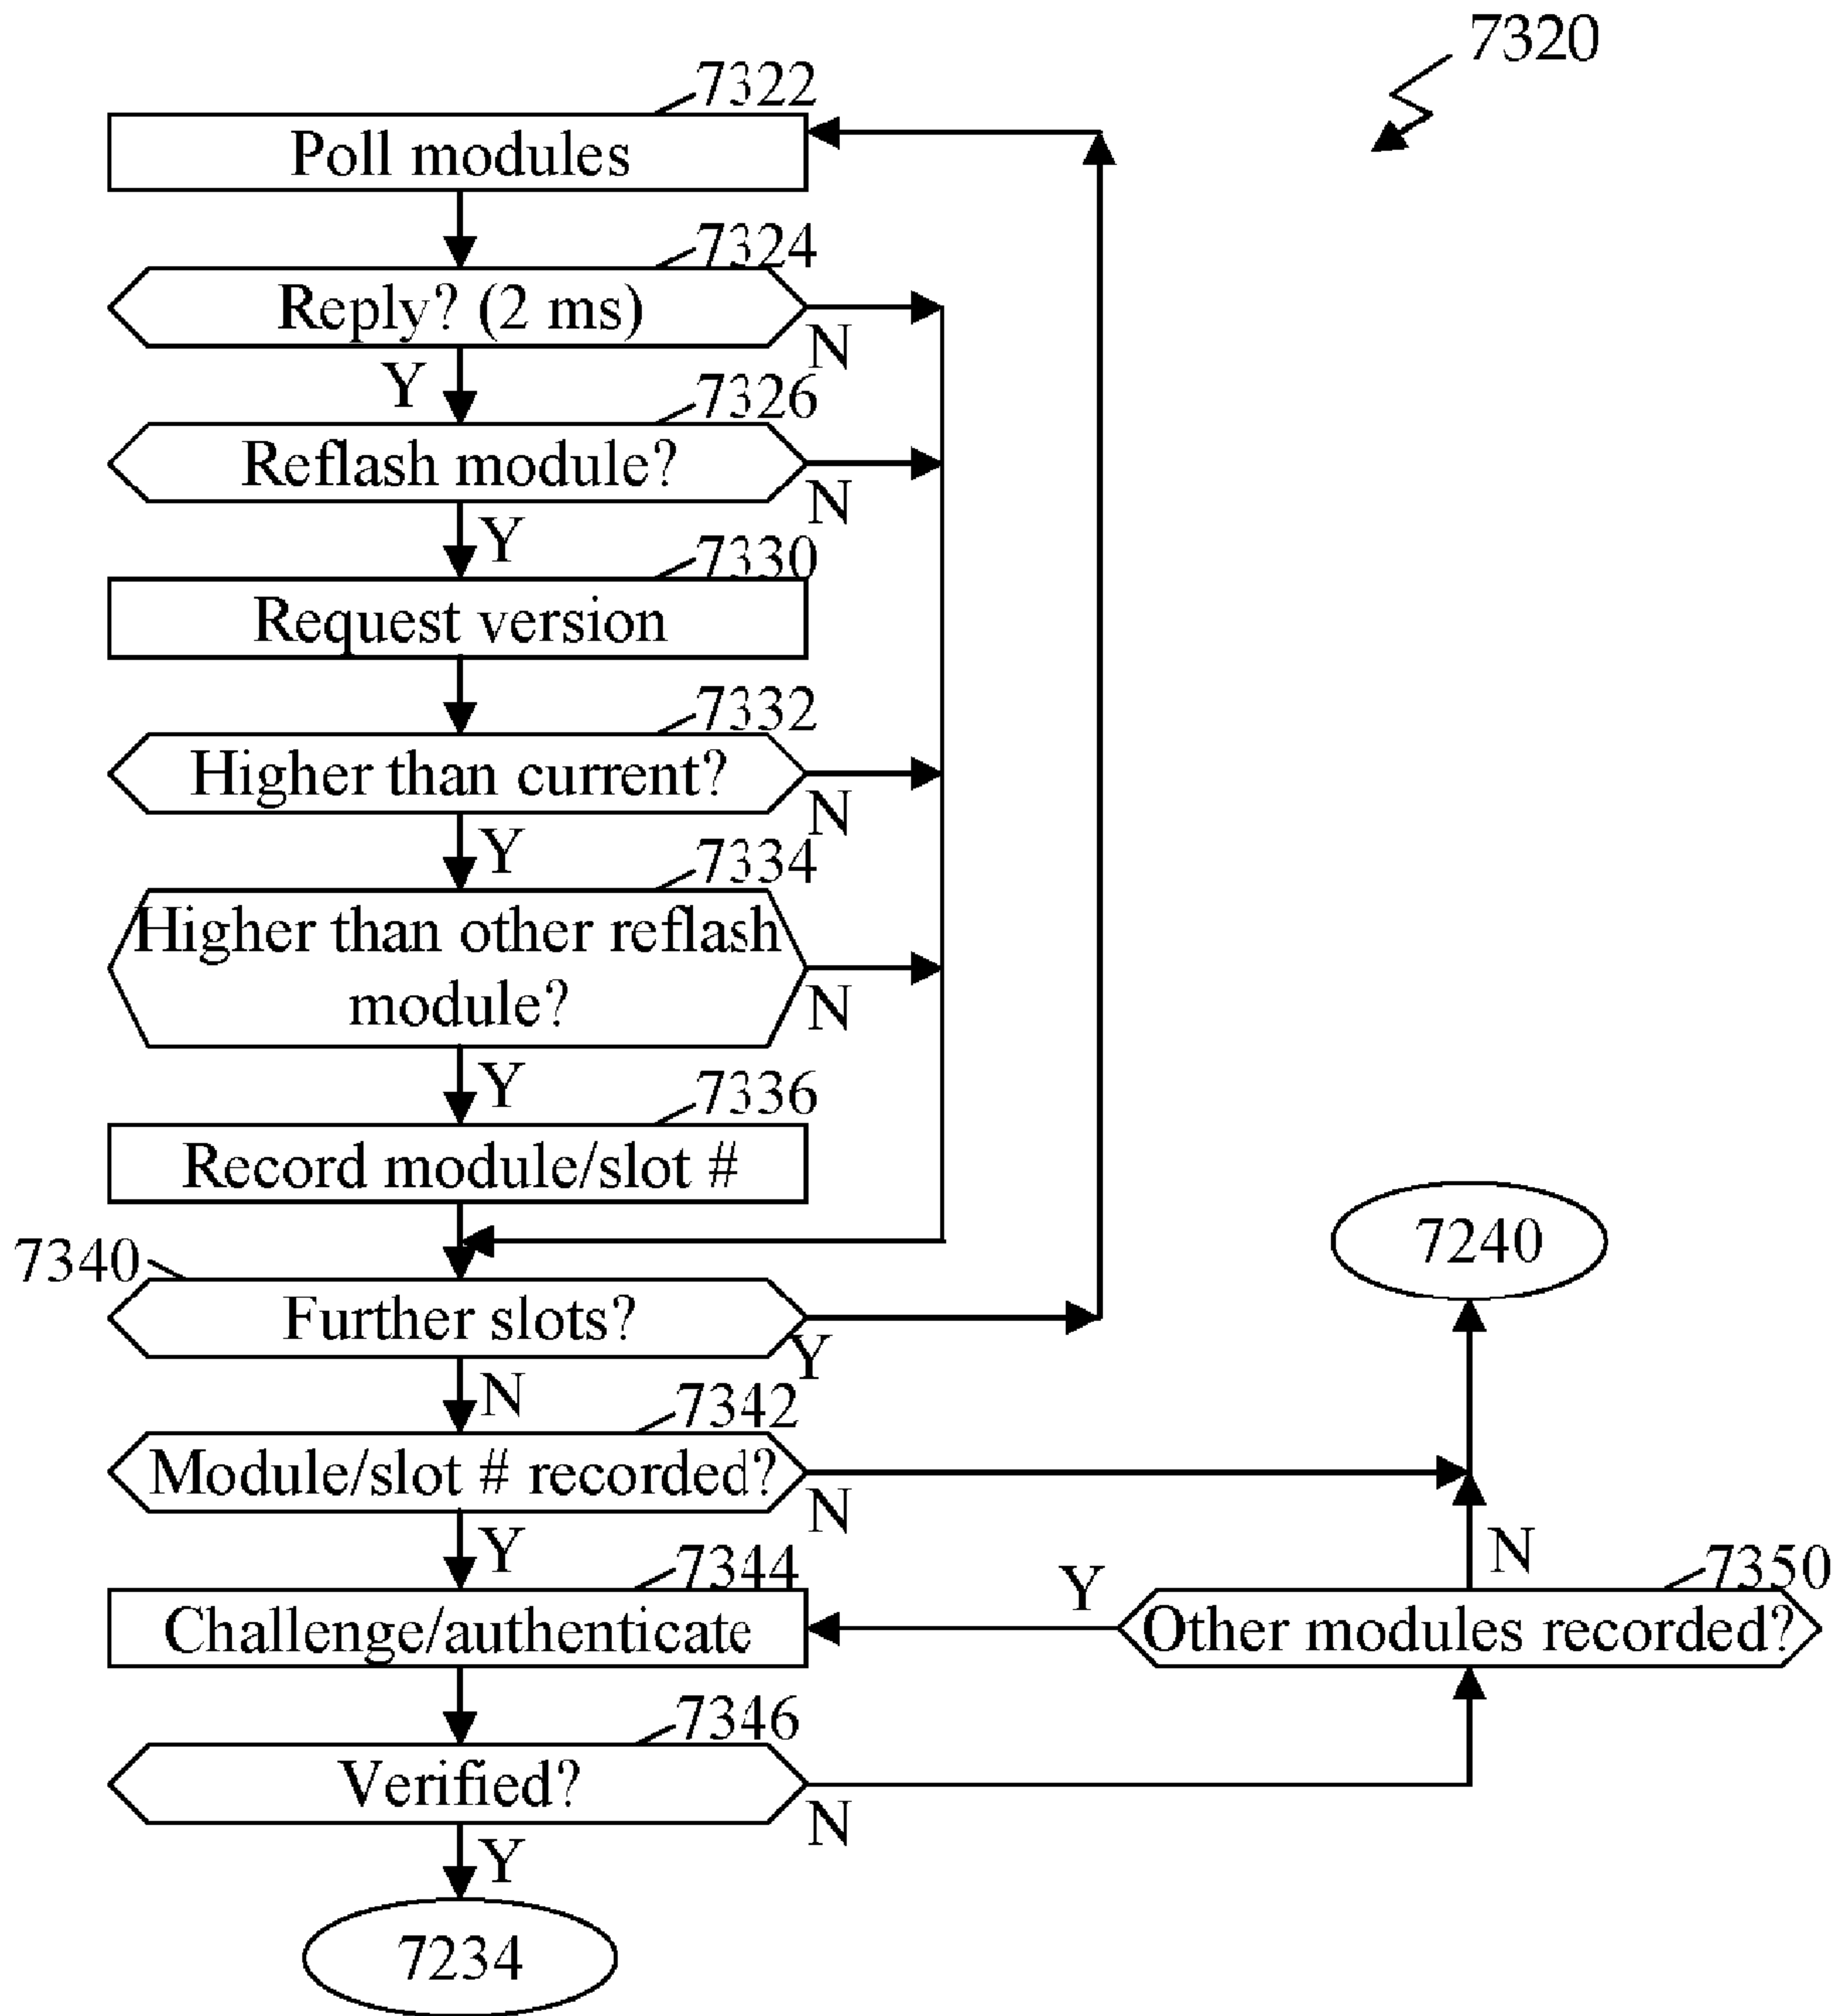 7320
7322
Poll modules
7324
Reply? (2 ms)
N
Y
7326
Reflash module?
N
Y
7330
Request version
7332
Higher than current?
N
Y
7334
Higher than other reflash
module?
N
Y
7336
Record module/slot #
7240
7340
Further slots?
Y
N
7342
Module/slot # recorded?
N
Y
7344
Challenge/authenticate
Y
N
7350
Other modules recorded?
7346
Verified?
N
Y
7234